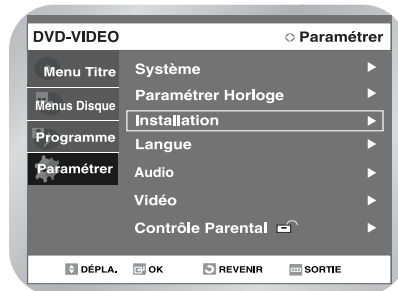 DVD-VIDEO Paramétrer
Menu Titre
Menus Disque
Programme
Paramétrer
Système
Paramétrer Horloge
Installation
Langue
Audio
Vidéo
Contrôle Parental
DÉPLA. OK REVENIR SORTIE